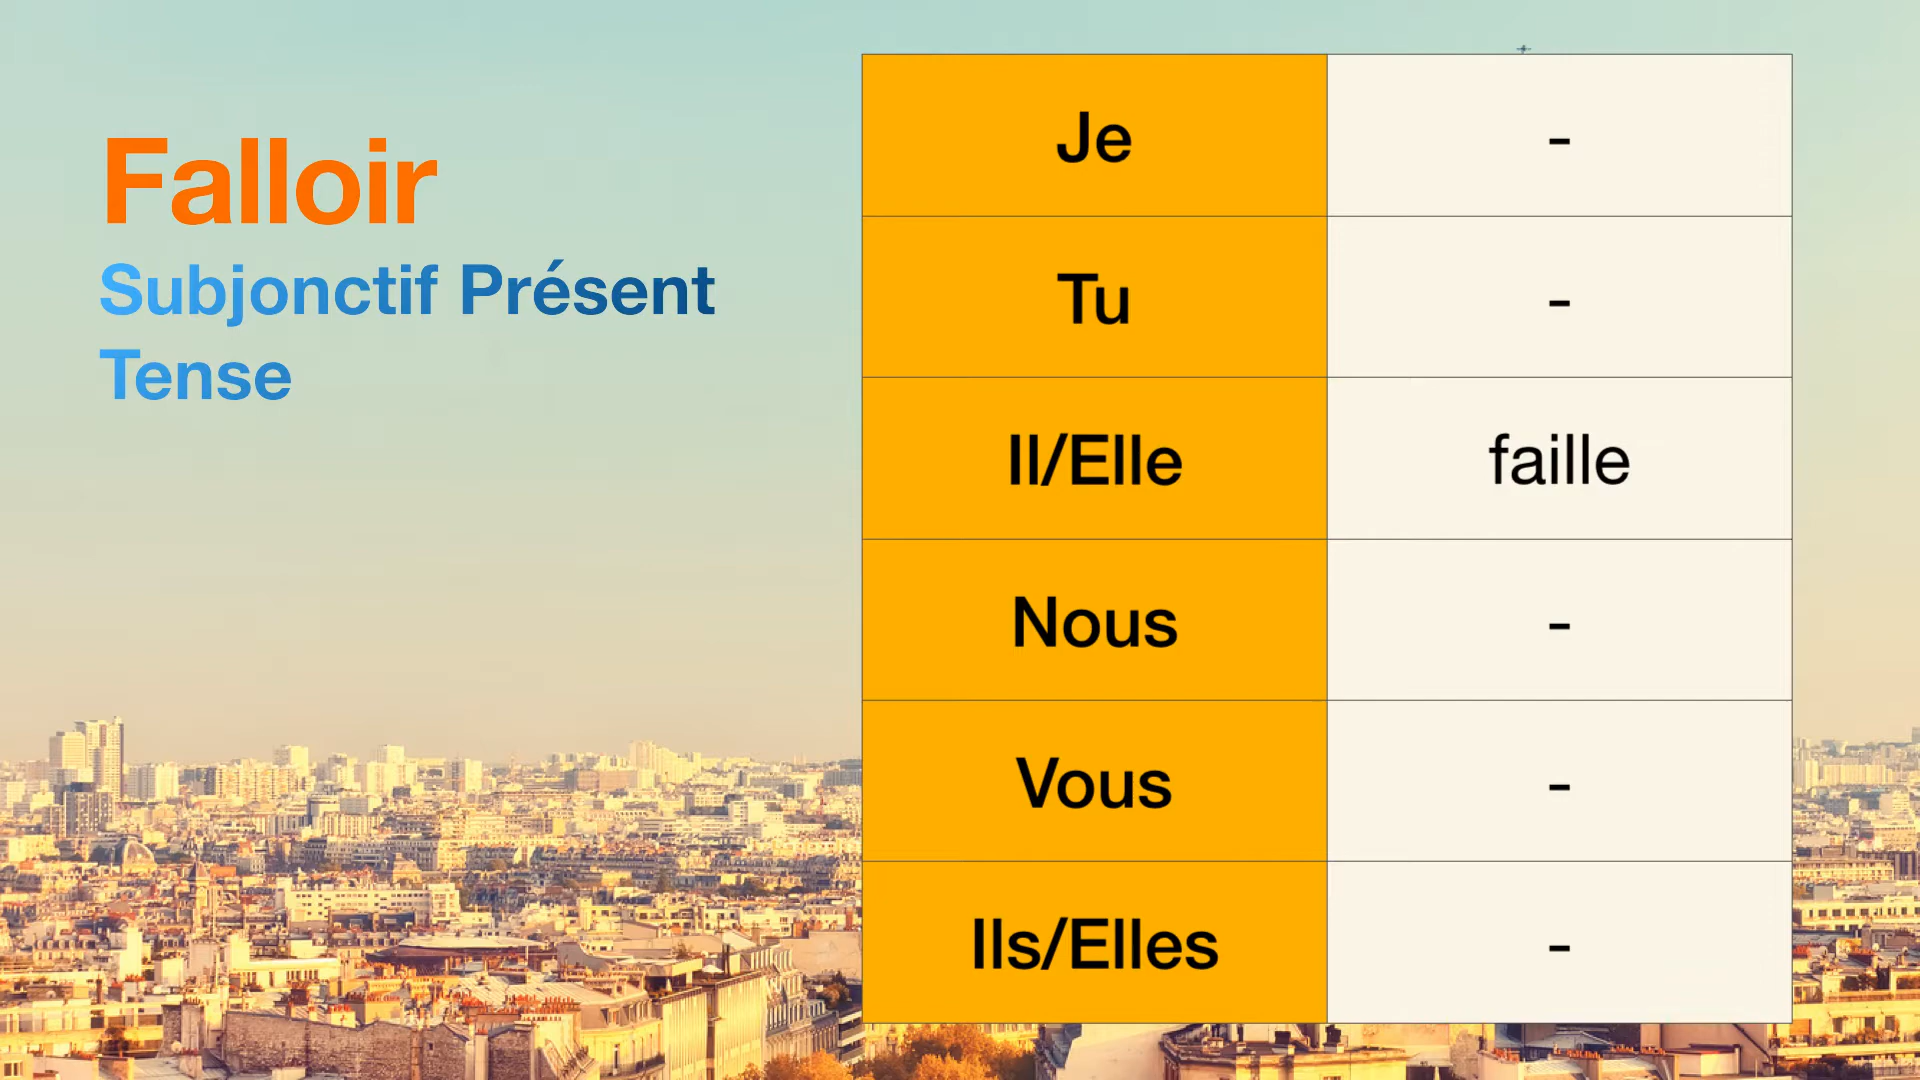 Falloir
Subjonctif Présent
Tense
Je -
Tu -
Il/Elle faille
Nous -
Vous -
Ils/Elles -